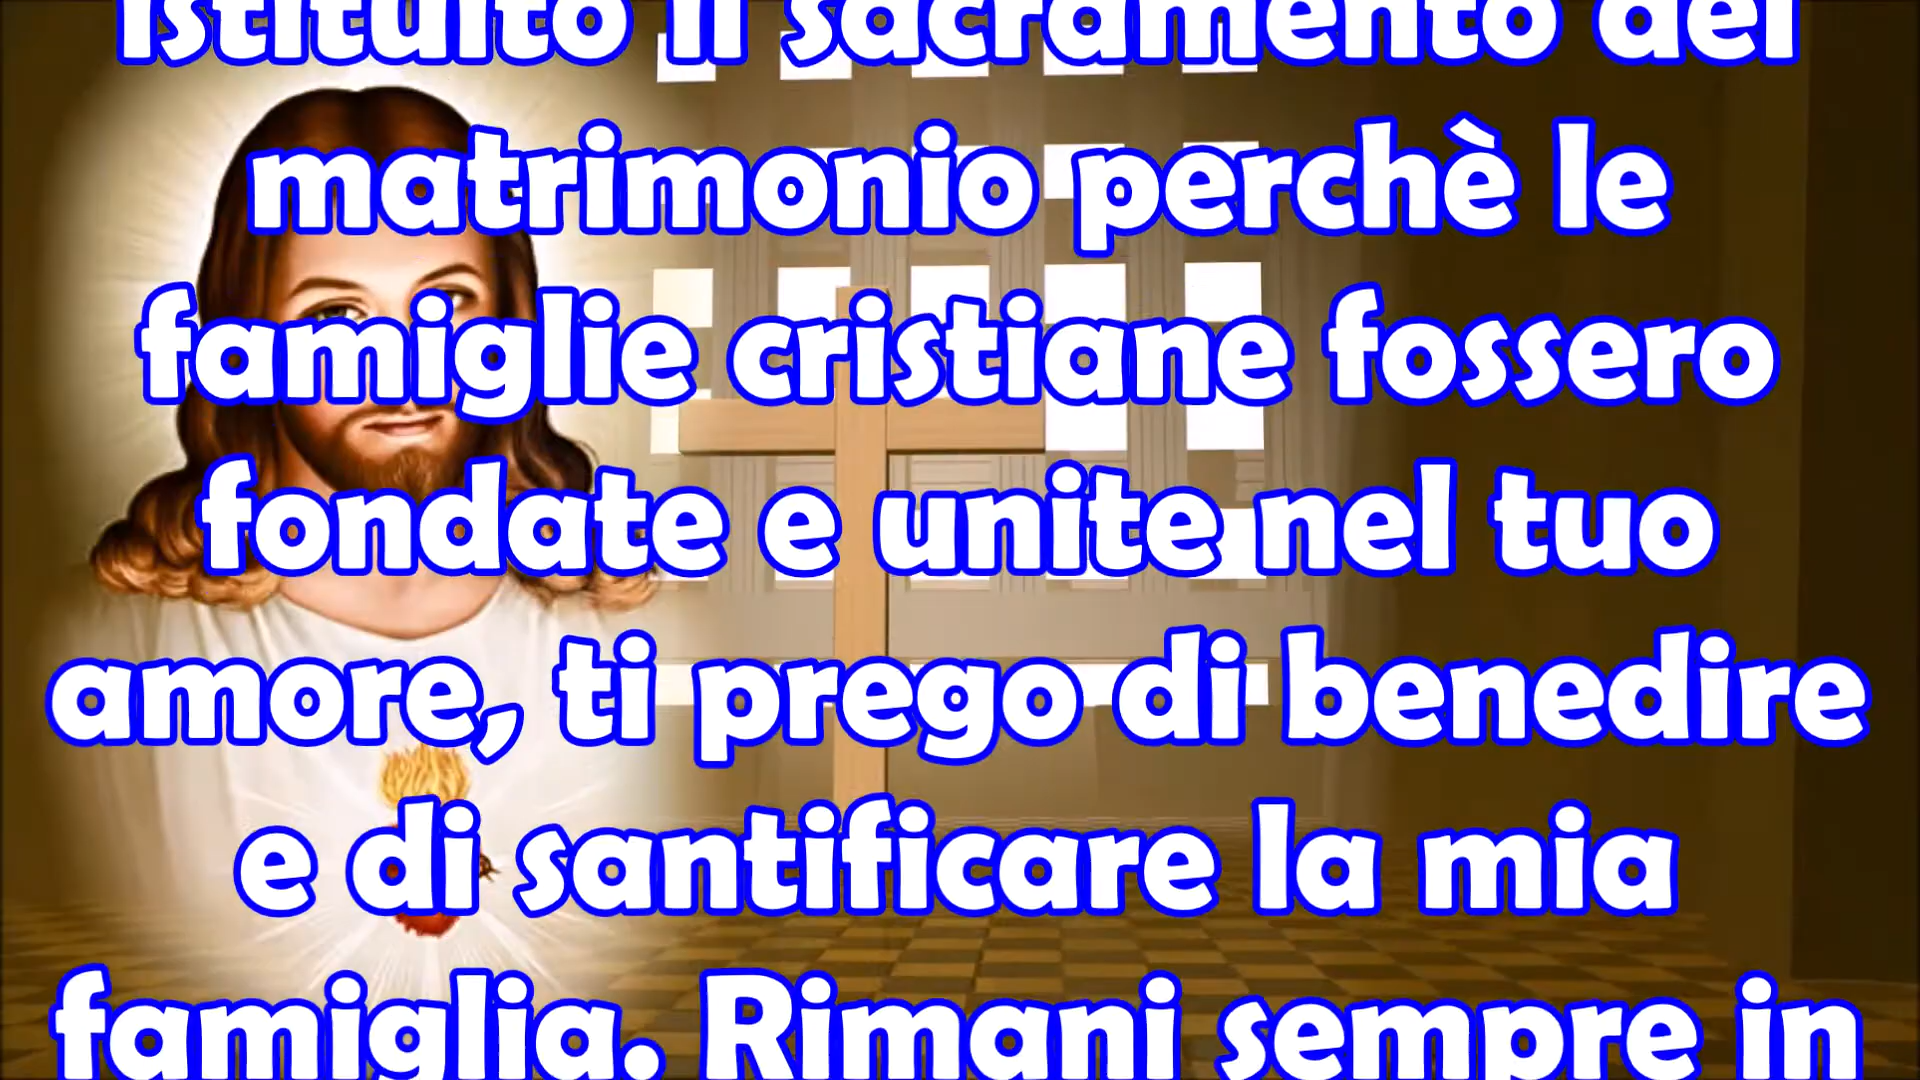 istituito il sacramento del
matrimonio perchè le
famiglie cristiane fossero
fondate e unite nel tuo
amore, ti prego di benedire
e di santificare la mia
famiglia. Rimani sempre in